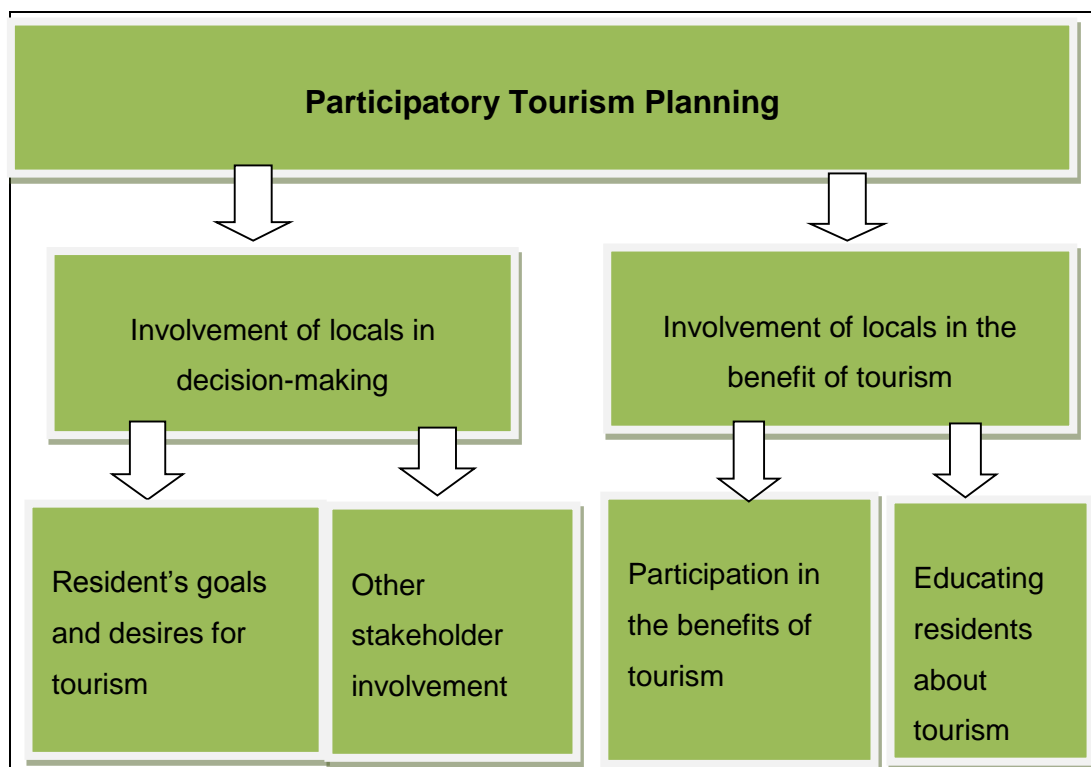 Participatory Tourism Planning
Involvement of locals in
decision-making
Involvement of locals in the
benefit of tourism
Resident’s goals
and desires for
tourism
Other
stakeholder
involvement
Participation in
the benefits of
tourism
Educating
residents
about
tourism